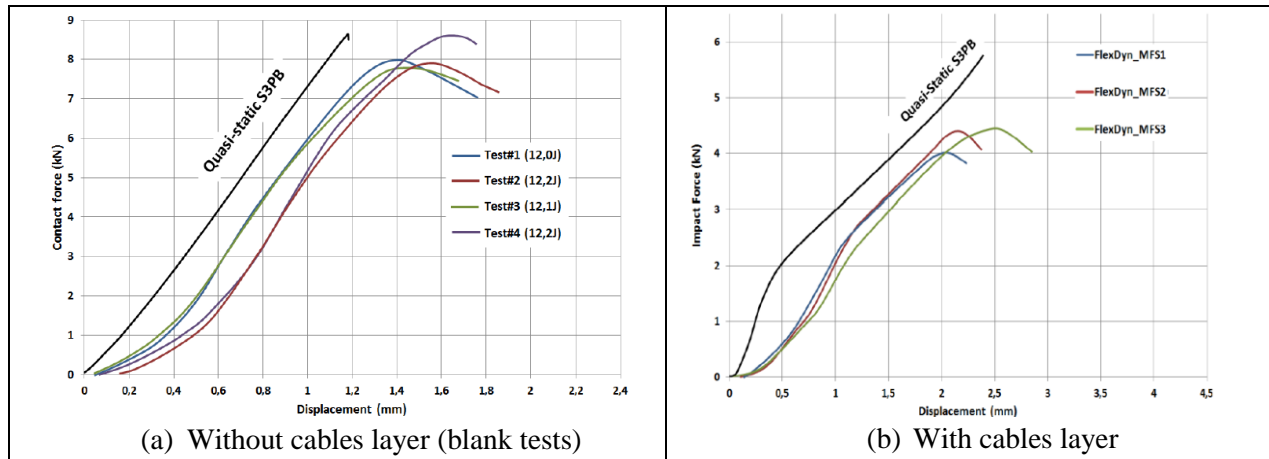 9
8
7
6
5
4
3
2
1
0
Contact force (kN)
Quasi-static S3PB
Test#1 (12,0J)
Test#2 (12,2J)
Test#3 (12,1J)
Test#4 (12,2J)
0 0,2 0,4 0,6 0,8 1 1,2 1,4 1,6 1,8 2 2,2 2,4
Displacement (mm)
(a) Without cables layer (blank tests)
6
5
4
3
2
1
0
Impact Force (kN)
Quasi-Static S3PB
FlexDyn_MFS1
FlexDyn_MFS2
FlexDyn_MFS3
0 0,5 1 1,5 2 2,5 3 3,5 4 4,5
Displacement (mm)
(b) With cables layer